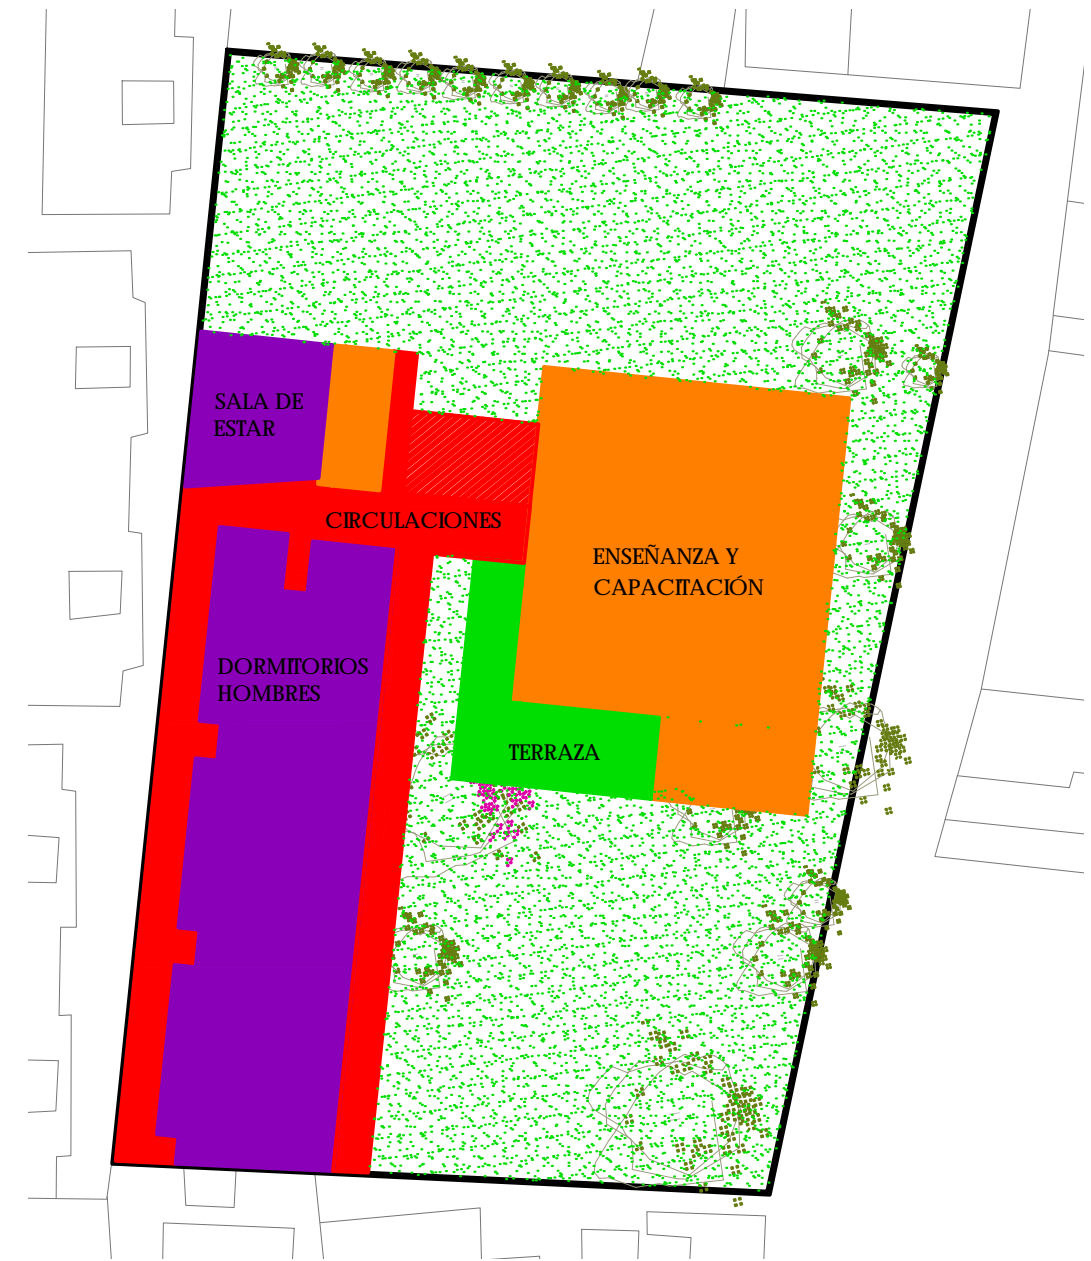 SALA DE
ESTAR
CIRCULACIONES
ENSEÑANZA Y
CAPACITACIÓN
DORMITORIOS
HOMBRES
TERRAZA